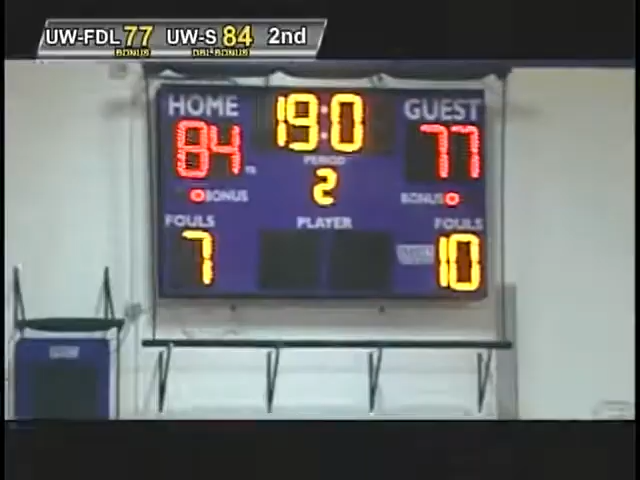 UW-FDL 77 UW-S 84 2nd
BONUS DBL-BONUS
HOME 19:0 GUEST
84 PERIOD 77
BONUS 2 BONUS
FOULS PLAYER FOULS
7 10